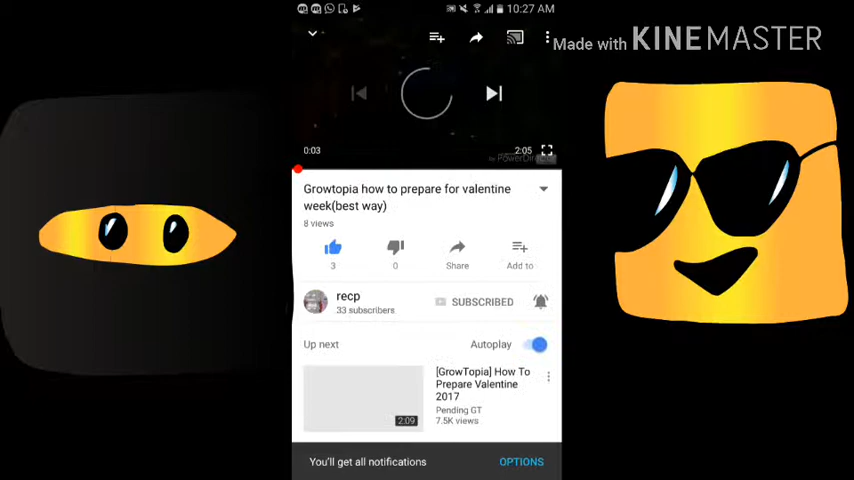 10:27 AM
Made with KINEMASTER
0:03
2:05
by PowerDirector
Growtopia how to prepare for valentine
week(best way)
8 views
3
0
Share
Add to
recp
33 subscribers
SUBSCRIBED
Up next
Autoplay
[GrowTopia] How To
Prepare Valentine
2017
Pending GT
7.5K views
2:09
You'll get all notifications
OPTIONS